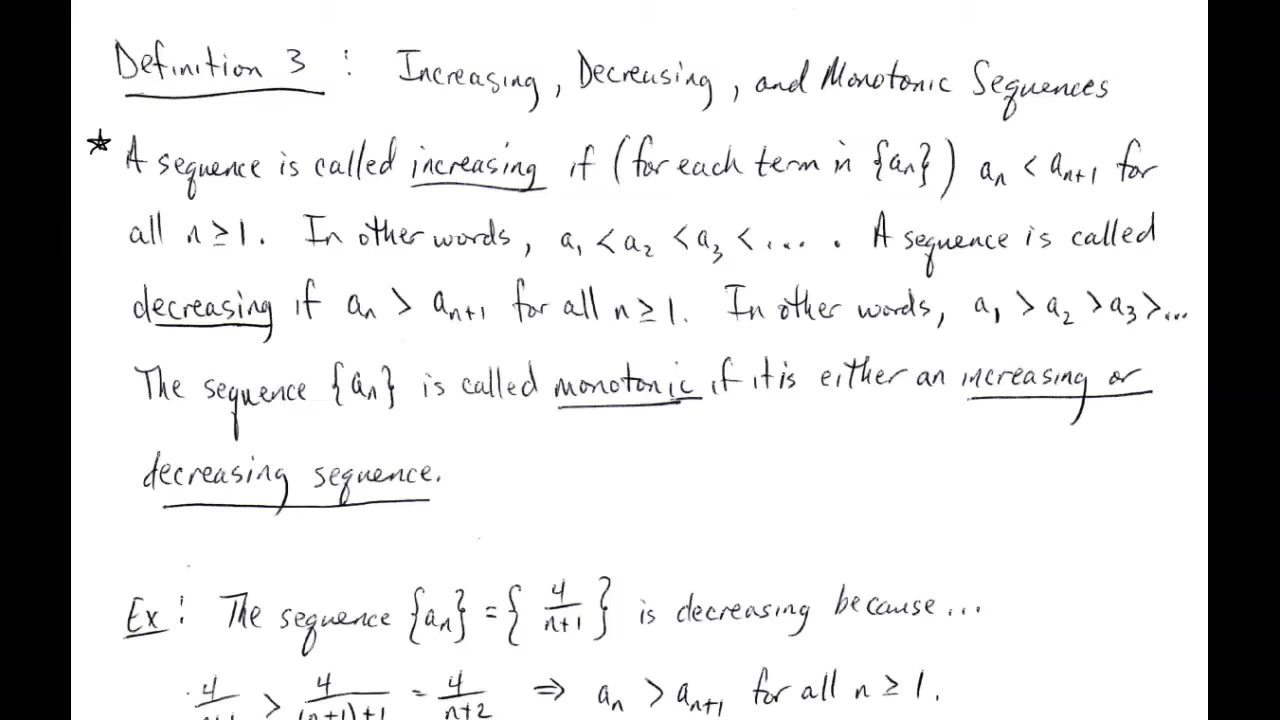 Definition 3 : Increasing, Decreasing, and Monotonic Sequences
* A sequence is called increasing if (for each term in {aₙ}) aₙ < aₙ₊₁ for
all n ≥ 1. In other words, a₁ < a₂ < a₃ < .... . A sequence is called
decreasing if aₙ > aₙ₊₁ for all n ≥ 1. In other words, a₁ > a₂ > a₃ > ...
The sequence {aₙ} is called monotonic if it is either an increasing or
decreasing sequence.
Ex : The sequence {aₙ} = {4/(n+1)} is decreasing because ...
4/(n+1) > 4/((n+1)+1) = 4/(n+2) ⇒ aₙ > aₙ₊₁ for all n ≥ 1.